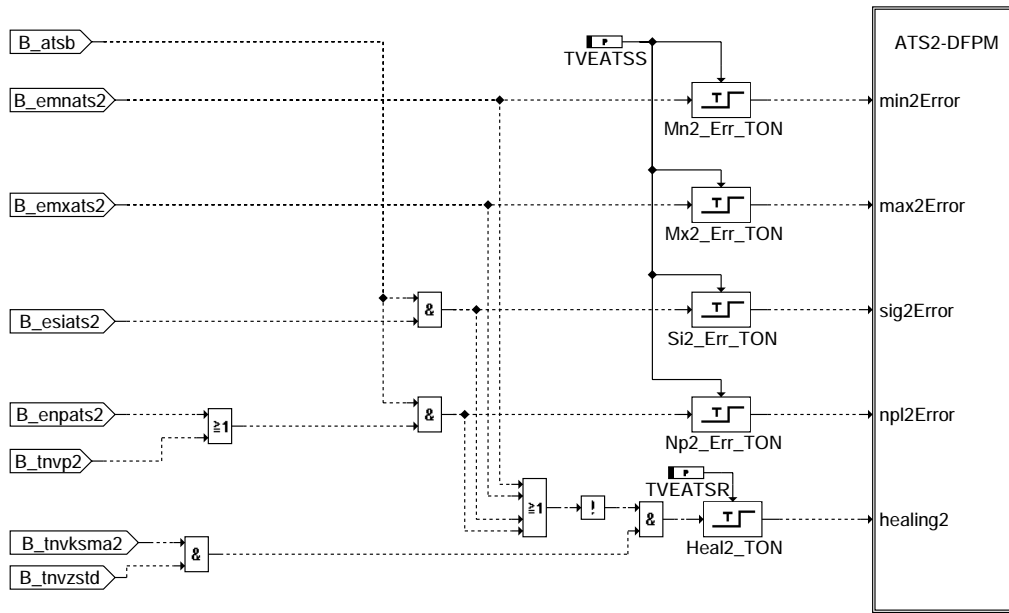 B_atsb
P
TVEATSS
ATS2-DFPM
B_emnats2
T
Mn2_Err_TON
min2Error
B_emxats2
T
Mx2_Err_TON
max2Error
B_esiats2
&
T
Si2_Err_TON
sig2Error
B_enpats2
≧1
&
T
Np2_Err_TON
npl2Error
B_tnvp2
P
TVEATSR
≧1
!
&
T
Heal2_TON
healing2
B_tnvksma2
&
B_tnvzstd